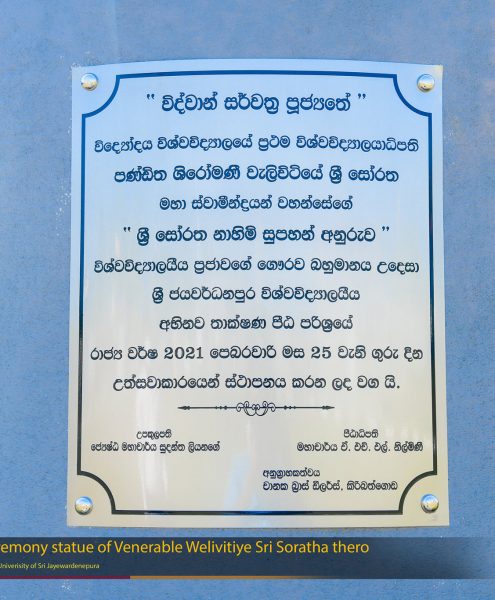 " විද්වාන් සර්වත්‍ර පූජ්‍යතේ "
විද්‍යෝදය විශ්වවිද්‍යාලයේ ප්‍රථම විශ්වවිද්‍යාලයාධිපති
පණ්ඩිත ශිරෝමණී වැලිවිටියේ ශ්‍රී සෝරත
මහා ස්වාමීන්ද්‍රයන් වහන්සේගේ
" ශ්‍රී සෝරත නාහිමි සුපහන් අනුරුව "
විශ්වවිද්‍යාලයීය ප්‍රජාවගේ ගෞරව බහුමානය උදෙසා
ශ්‍රී ජයවර්ධනපුර විශ්වවිද්‍යාලයීය
අභිනව තාක්ෂණ පීඨ පරිශ්‍රයේ
රාජ්‍ය වර්ෂ 2021 පෙබරවාරි මස 25 වැනි ගුරු දින
උත්සවාකාරයෙන් ස්ථාපනය කරන ලද වග යි.
උපකුලපති
ජ්‍යෙෂ්ඨ මහාචාර්ය සුදන්ත ලියනගේ
පීඨාධිපති
මහාචාර්ය ඒ. එච්. එල්. නිල්මිණී
අනුග්‍රාහකත්වය
චානක බ්‍රාස් ඩීලර්ස්, කිරිබත්ගොඩ
emony statue of Venerable Welivitiye Sri Soratha thero
Univerisity of Sri Jayewardenepura